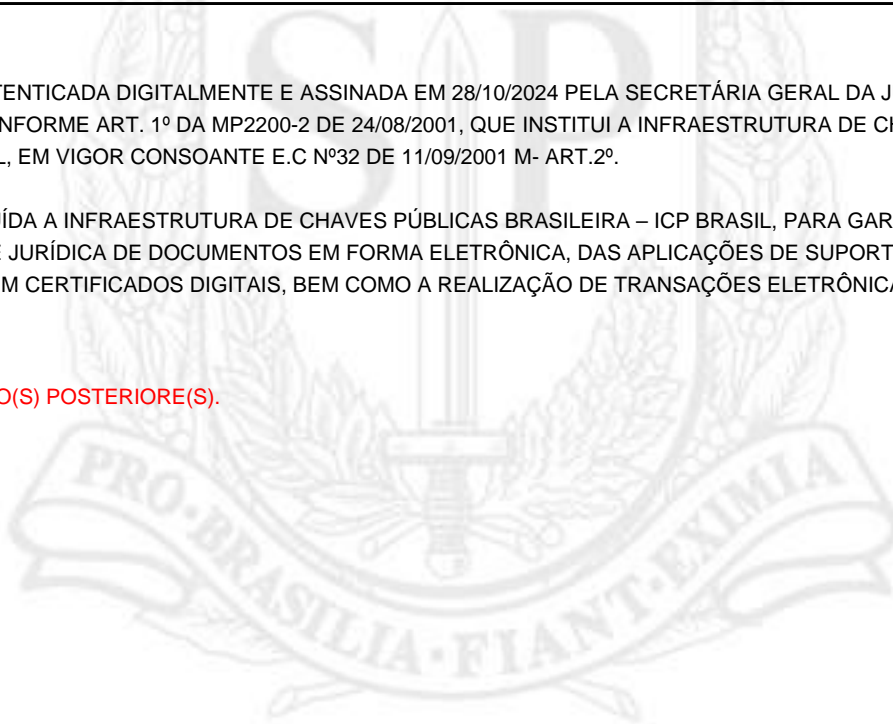 TENTICADA DIGITALMENTE E ASSINADA EM 28/10/2024 PELA SECRETÁRIA GERAL DA J
NFORME ART. 1º DA MP2200-2 DE 24/08/2001, QUE INSTITUI A INFRAESTRUTURA DE CH
L, EM VIGOR CONSOANTE E.C Nº32 DE 11/09/2001 M- ART.2º.
UÍDA A INFRAESTRUTURA DE CHAVES PÚBLICAS BRASILEIRA – ICP BRASIL, PARA GAR
E JURÍDICA DE DOCUMENTOS EM FORMA ELETRÔNICA, DAS APLICAÇÕES DE SUPORT
M CERTIFICADOS DIGITAIS, BEM COMO A REALIZAÇÃO DE TRANSAÇÕES ELETRÔNICA
O(S) POSTERIORE(S).
SP
PRO·BRASILIA·FIANT·EXIMIA